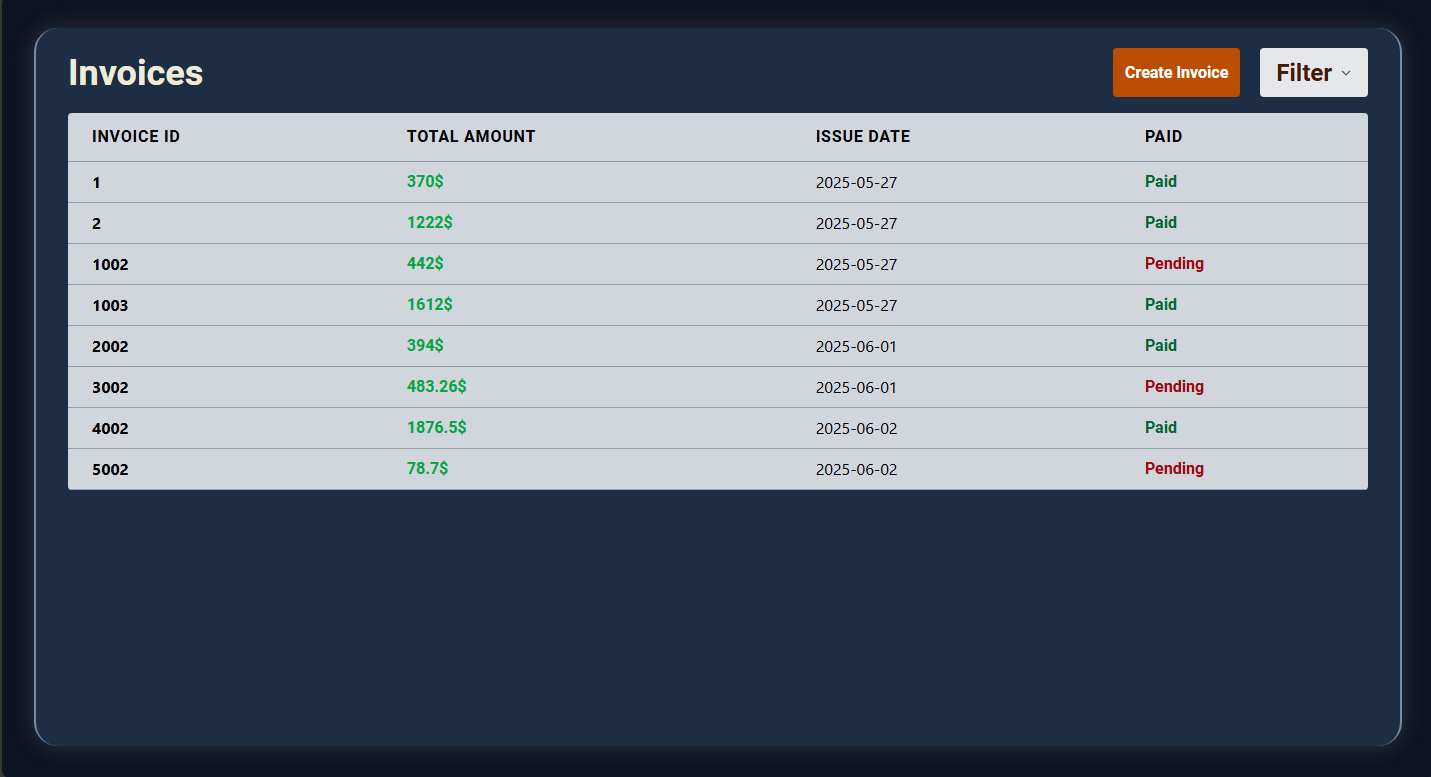 Invoices Create Invoice Filter
INVOICE ID TOTAL AMOUNT ISSUE DATE PAID
1 370$ 2025-05-27 Paid
2 1222$ 2025-05-27 Paid
1002 442$ 2025-05-27 Pending
1003 1612$ 2025-05-27 Paid
2002 394$ 2025-06-01 Paid
3002 483.26$ 2025-06-01 Pending
4002 1876.5$ 2025-06-02 Paid
5002 78.7$ 2025-06-02 Pending